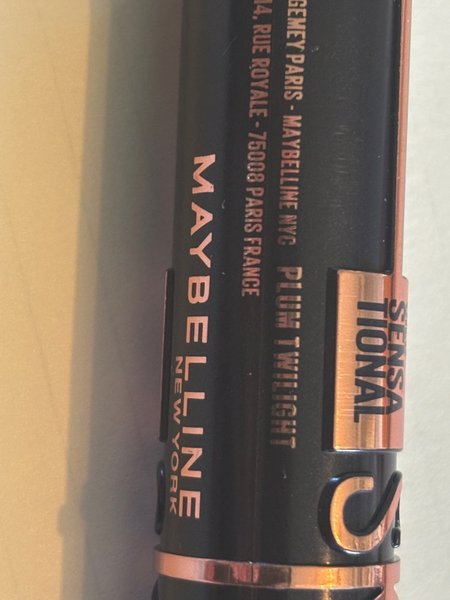 GEMEY PARIS - MAYBELLINE NYC
14, RUE ROYALE - 75008 PARIS FRANCE
PLUM TWILIGHT
MAYBELLINE
NEW YORK
SENSA
TIONAL
S